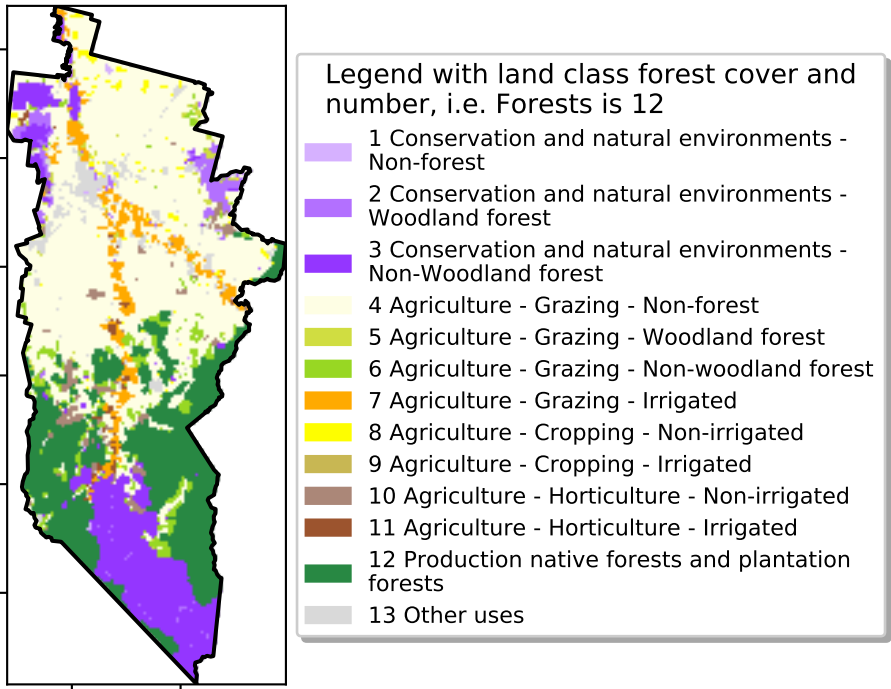 Legend with land class forest cover and
number, i.e. Forests is 12
1 Conservation and natural environments -
Non-forest
2 Conservation and natural environments -
Woodland forest
3 Conservation and natural environments -
Non-Woodland forest
4 Agriculture - Grazing - Non-forest
5 Agriculture - Grazing - Woodland forest
6 Agriculture - Grazing - Non-woodland forest
7 Agriculture - Grazing - Irrigated
8 Agriculture - Cropping - Non-irrigated
9 Agriculture - Cropping - Irrigated
10 Agriculture - Horticulture - Non-irrigated
11 Agriculture - Horticulture - Irrigated
12 Production native forests and plantation
forests
13 Other uses